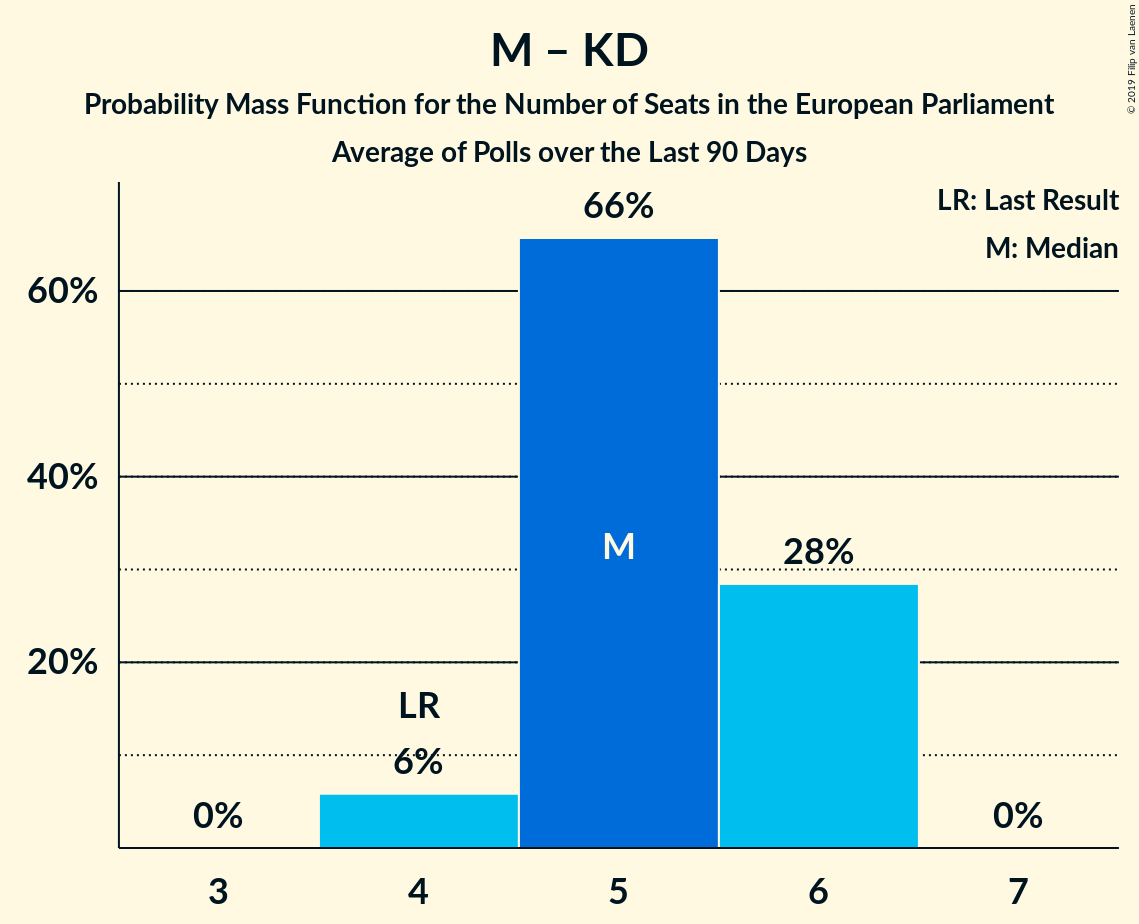 M – KD
Probability Mass Function for the Number of Seats in the European Parliament
Average of Polls over the Last 90 Days
© 2019 Filip van Laenen
LR: Last Result
M: Median
66%
60%
M
40%
28%
20%
LR
6%
0%
0%
3 4 5 6 7